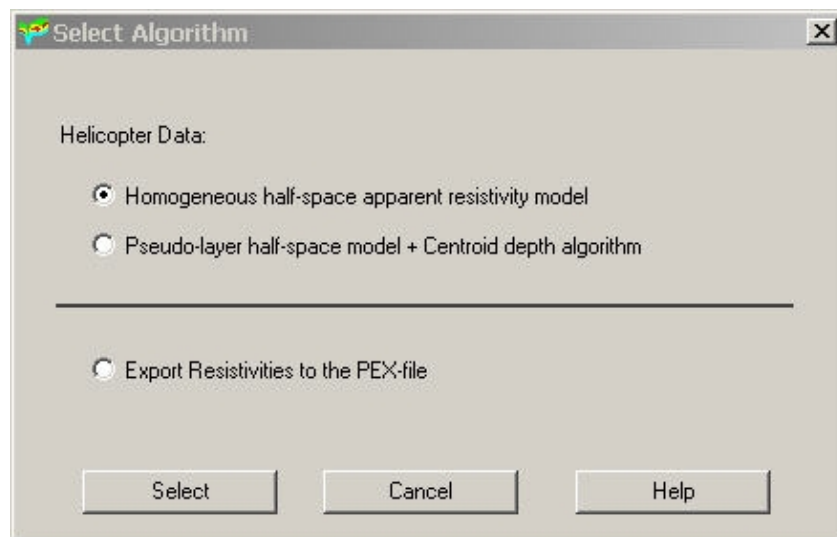 Select Algorithm
Helicopter Data:
Homogeneous half-space apparent resistivity model
Pseudo-layer half-space model + Centroid depth algorithm
Export Resistivities to the PEX-file
Select Cancel Help